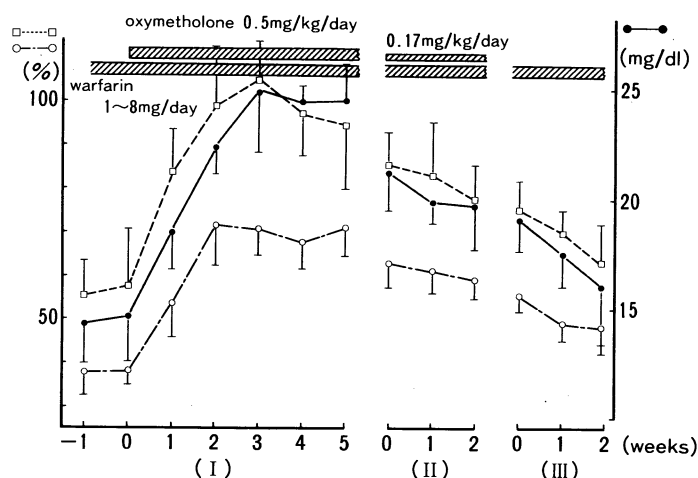 oxymetholone 0.5mg/kg/day
0.17mg/kg/day
(%)
(mg/dl)
warfarin
1~8mg/day
100
50
25
20
15
-1 0 1 2 3 4 5
0 1 2
0 1 2
(weeks)
(I)
(II)
(III)